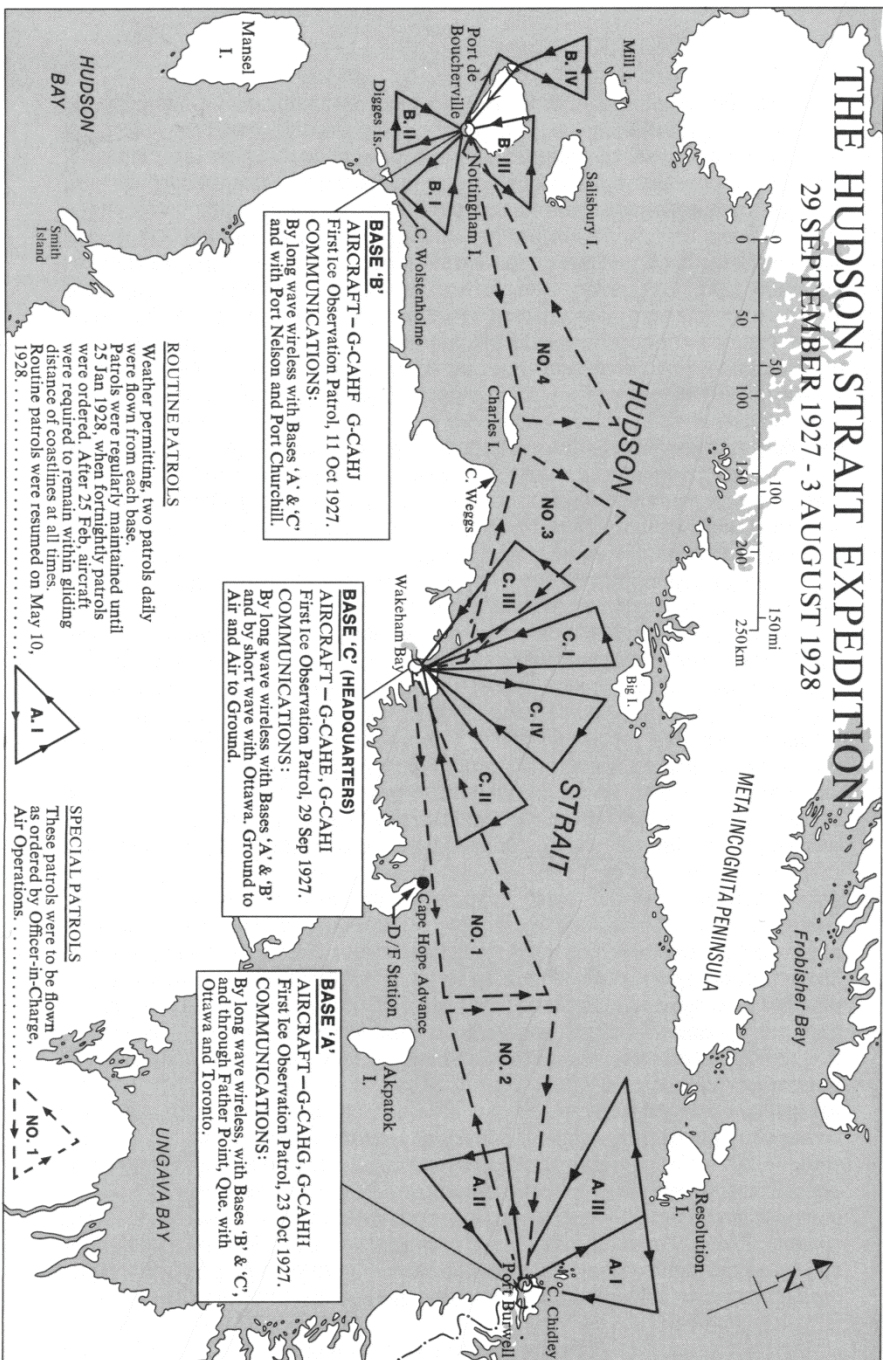 THE HUDSON STRAIT EXPEDITION
29 SEPTEMBER 1927 - 3 AUGUST 1928
0 50 100 150 mi
0 50 100 150 200 250 km
Mill I.
Salisbury I.
B. IV
B. III
B. II
B. I
Port de
Boucherville
Nottingham I.
Digges Is.
C. Wolstenholme
Mansel
I.
HUDSON
BAY
Smith
Island
HUDSON
STRAIT
NO. 4
NO. 3
Charles I.
C. Weggs
C. III
C. I
C. IV
C. II
Big I.
Wakeham Bay
META INCOGNITA PENINSULA
Frobisher Bay
NO. 1
NO. 2
Cape Hope Advance
D/F Station
Akpatok
I.
Resolution
I.
A. III
A. I
A. II
C. Chidley
Port Burwell
UNGAVA BAY
N
BASE 'B'
AIRCRAFT – G-CAHF G-CAHJ
First Ice Observation Patrol, 11 Oct 1927.
COMMUNICATIONS:
By long wave wireless with Bases 'A' & 'C'
and with Port Nelson and Port Churchill.
BASE 'C' (HEADQUARTERS)
AIRCRAFT – G-CAHE, G-CAHI
First Ice Observation Patrol, 29 Sep 1927.
COMMUNICATIONS:
By long wave wireless with Bases 'A' & 'B'
and by short wave with Ottawa. Ground to
Air and Air to Ground.
BASE 'A'
AIRCRAFT – G-CAHG, G-CAHH
First Ice Observation Patrol, 23 Oct 1927.
COMMUNICATIONS:
By long wave wireless, with Bases 'B' & 'C',
and through Father Point, Que. with
Ottawa and Toronto.
ROUTINE PATROLS
Weather permitting, two patrols daily
were flown from each base.
Patrols were regularly maintained until
25 Jan 1928, when fortnightly patrols
were ordered. After 25 Feb, aircraft
were required to remain within gliding
distance of coastlines at all times.
Routine patrols were resumed on May 10,
1928.
A. I
SPECIAL PATROLS
These patrols were to be flown
as ordered by Officer-in-Charge,
Air Operations.
NO. 1